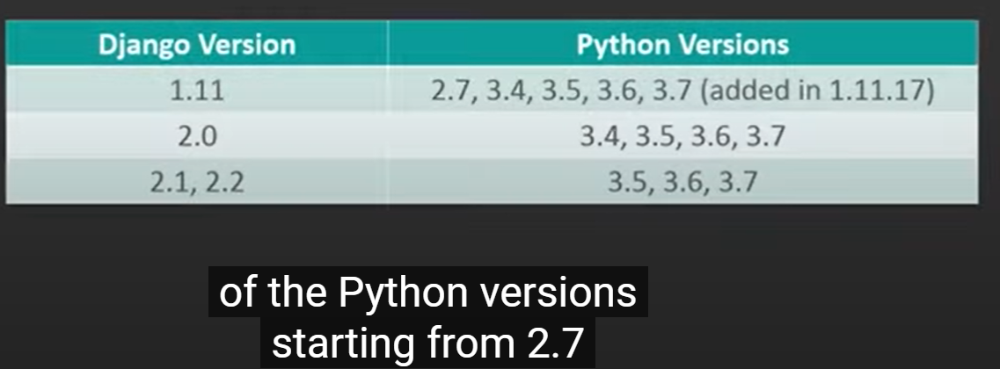 Django Version Python Versions
1.11 2.7, 3.4, 3.5, 3.6, 3.7 (added in 1.11.17)
2.0 3.4, 3.5, 3.6, 3.7
2.1, 2.2 3.5, 3.6, 3.7
of the Python versions
starting from 2.7